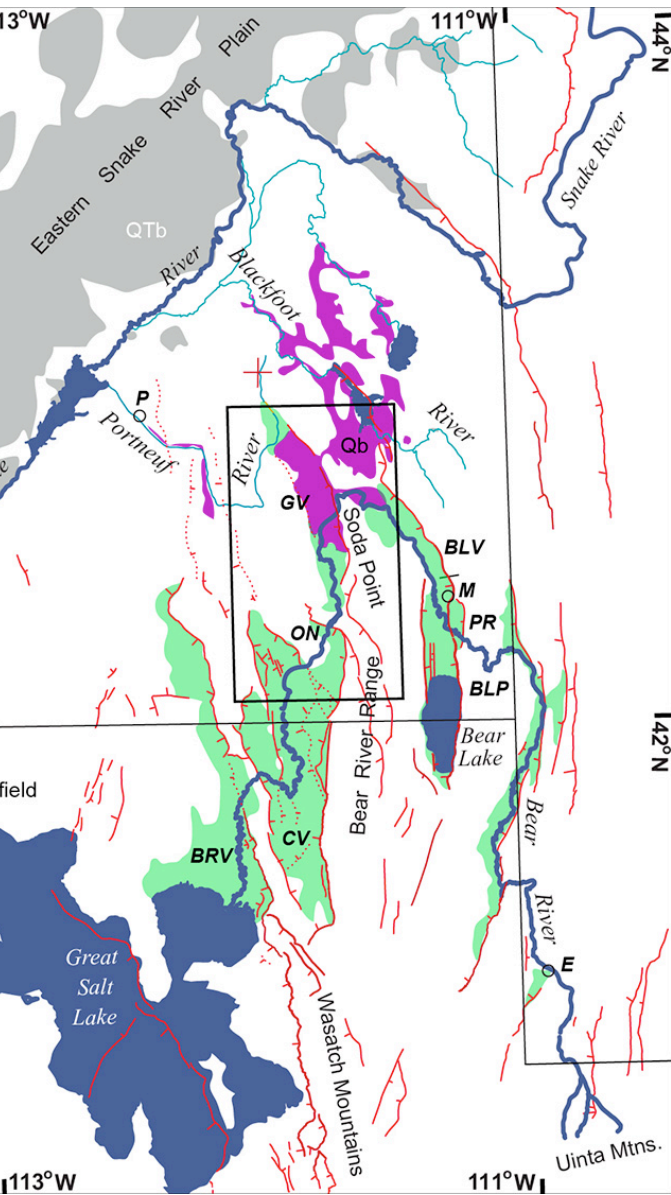 13°W
111°W
44°N
Eastern Snake River Plain
QTb
River
Snake River
Blackfoot
P
Portneuf
River
River
Qb
GV
Soda Point
BLV
M
ON
PR
BLP
Bear River Range
Bear
Lake
42°N
field
Bear
CV
BRV
River
E
Great
Salt
Lake
Wasatch Mountains
Uinta Mtns.
113°W
111°W